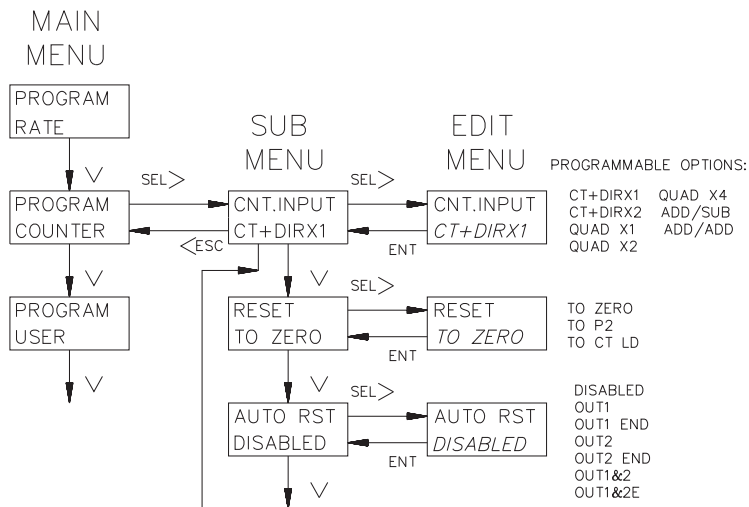 MAIN
MENU
PROGRAM
RATE
SUB
MENU
EDIT
MENU
PROGRAMMABLE OPTIONS:
SEL>
SEL>
PROGRAM
COUNTER
CNT.INPUT
CT+DIRX1
CNT.INPUT
CT+DIRX1
CT+DIRX1 QUAD X4
CT+DIRX2 ADD/SUB
QUAD X1 ADD/ADD
QUAD X2
<ESC
ENT
SEL>
PROGRAM
USER
RESET
TO ZERO
RESET
TO ZERO
TO ZERO
TO P2
TO CT LD
ENT
SEL>
AUTO RST
DISABLED
AUTO RST
DISABLED
DISABLED
OUT1
OUT1 END
OUT2
OUT2 END
OUT1&2
OUT1&2E
ENT